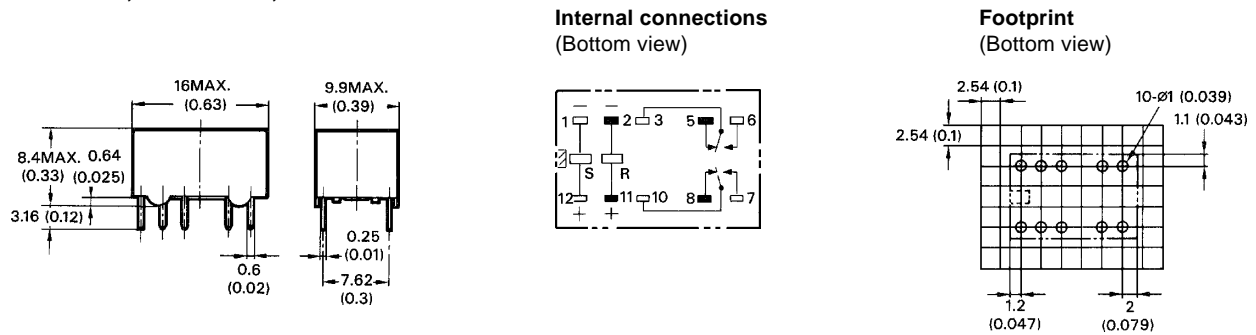 Internal connections
(Bottom view)
Footprint
(Bottom view)
16MAX.
(0.63)
9.9MAX.
(0.39)
8.4MAX.
(0.33)
0.64
(0.025)
3.16 (0.12)
0.6
(0.02)
0.25
(0.01)
7.62
(0.3)
– –
1 2 3 5 6
S R
12 11 10 8 7
+ +
2.54 (0.1)
10-ø1 (0.039)
1.1 (0.043)
2.54 (0.1)
1.2
(0.047)
2
(0.079)